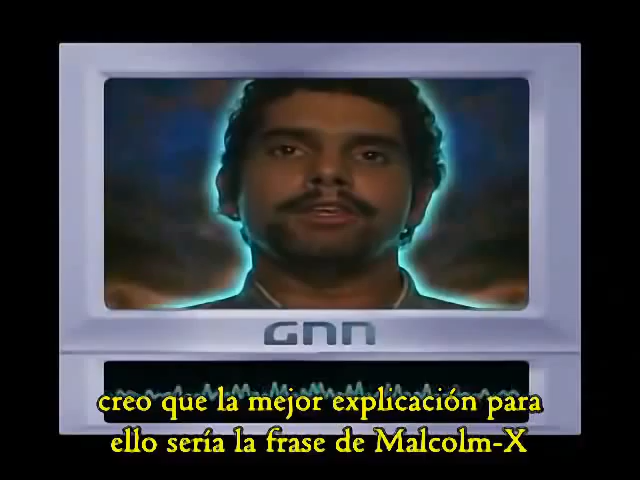 GNN
creo que la mejor explicación para
ello sería la frase de Malcolm-X